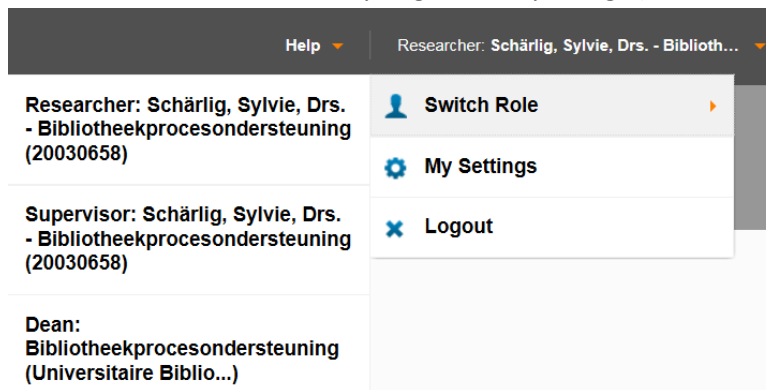 Help
Researcher: Schärlig, Sylvie, Drs. - Biblioth...
Researcher: Schärlig, Sylvie, Drs.
- Bibliotheekprocesondersteuning
(20030658)
Supervisor: Schärlig, Sylvie, Drs.
- Bibliotheekprocesondersteuning
(20030658)
Dean:
Bibliotheekprocesondersteuning
(Universitaire Biblio...)
Switch Role
My Settings
Logout